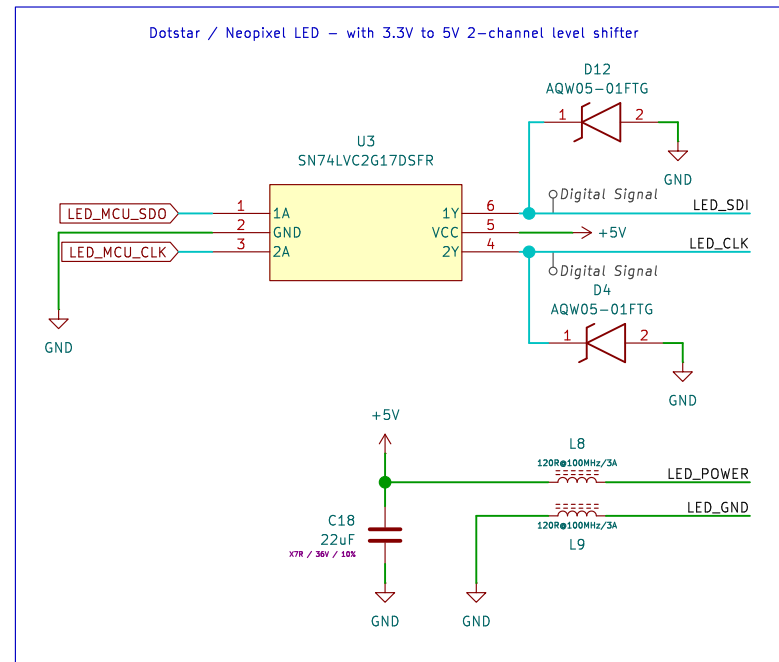 Dotstar / Neopixel LED - with 3.3V to 5V 2-channel level shifter
D12
AQW05-01FTG
1 2
GND
U3
SN74LVC2G17DSFR
Digital Signal
LED_MCU_SDO 1 1A 1Y 6 LED_SDI
2 GND VCC 5 +5V
LED_MCU_CLK 3 2A 2Y 4 LED_CLK
Digital Signal
D4
AQW05-01FTG
1 2
GND
GND
+5V
L8
120R@100MHz/3A
LED_POWER
LED_GND
C18
22uF
X7R / 36V / 10%
120R@100MHz/3A
L9
GND
GND